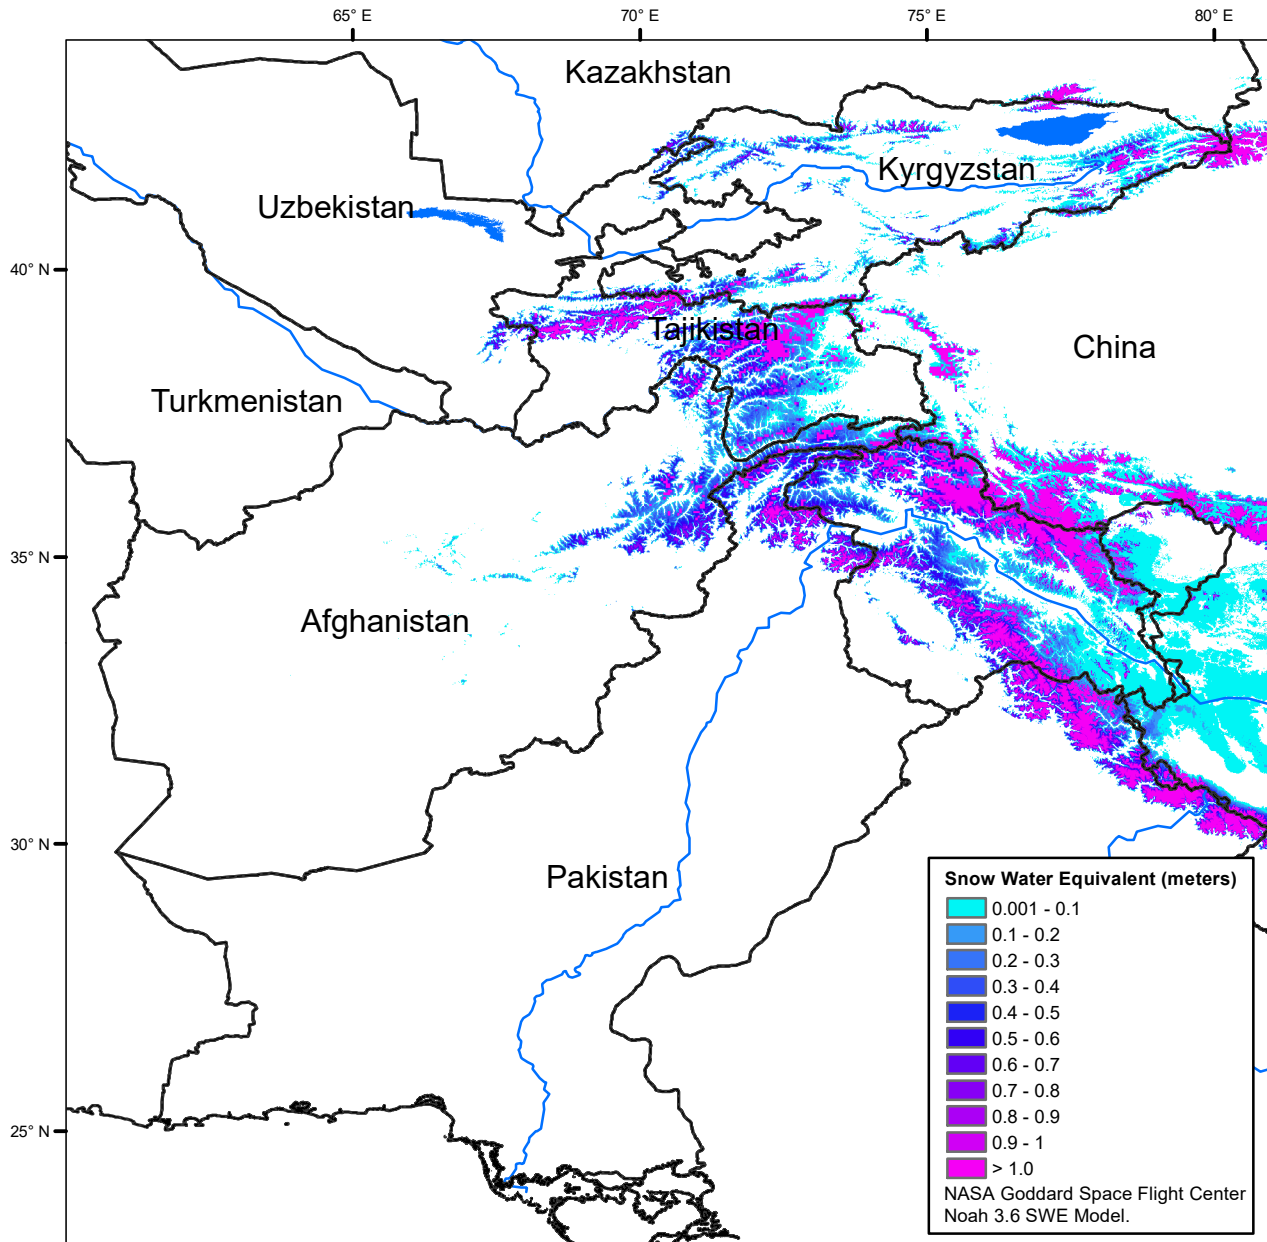 65° E
70° E
75° E
80° E
Kazakhstan
Kyrgyzstan
Uzbekistan
40° N
Tajikistan
China
Turkmenistan
35° N
Afghanistan
30° N
Pakistan
25° N
Snow Water Equivalent (meters)
0.001 - 0.1
0.1 - 0.2
0.2 - 0.3
0.3 - 0.4
0.4 - 0.5
0.5 - 0.6
0.6 - 0.7
0.7 - 0.8
0.8 - 0.9
0.9 - 1
> 1.0
NASA Goddard Space Flight Center
Noah 3.6 SWE Model.